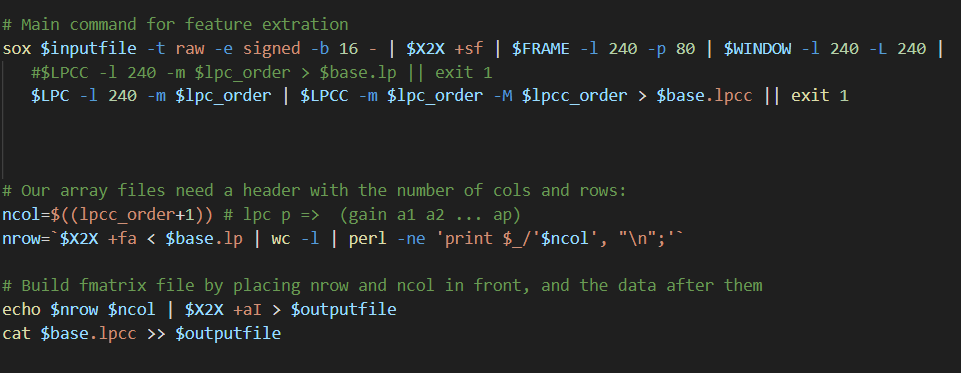 # Main command for feature extration
sox $inputfile -t raw -e signed -b 16 - | $X2X +sf | $FRAME -l 240 -p 80 | $WINDOW -l 240 -L 240 |
#$LPCC -l 240 -m $lpc_order > $base.lp || exit 1
$LPC -l 240 -m $lpc_order | $LPCC -m $lpc_order -M $lpcc_order > $base.lpcc || exit 1
# Our array files need a header with the number of cols and rows:
ncol=$((lpcc_order+1)) # lpc p =>  (gain a1 a2 ... ap)
nrow=`$X2X +fa < $base.lp | wc -l | perl -ne 'print $_/'$ncol', "\n";'`
# Build fmatrix file by placing nrow and ncol in front, and the data after them
echo $nrow $ncol | $X2X +aI > $outputfile
cat $base.lpcc >> $outputfile